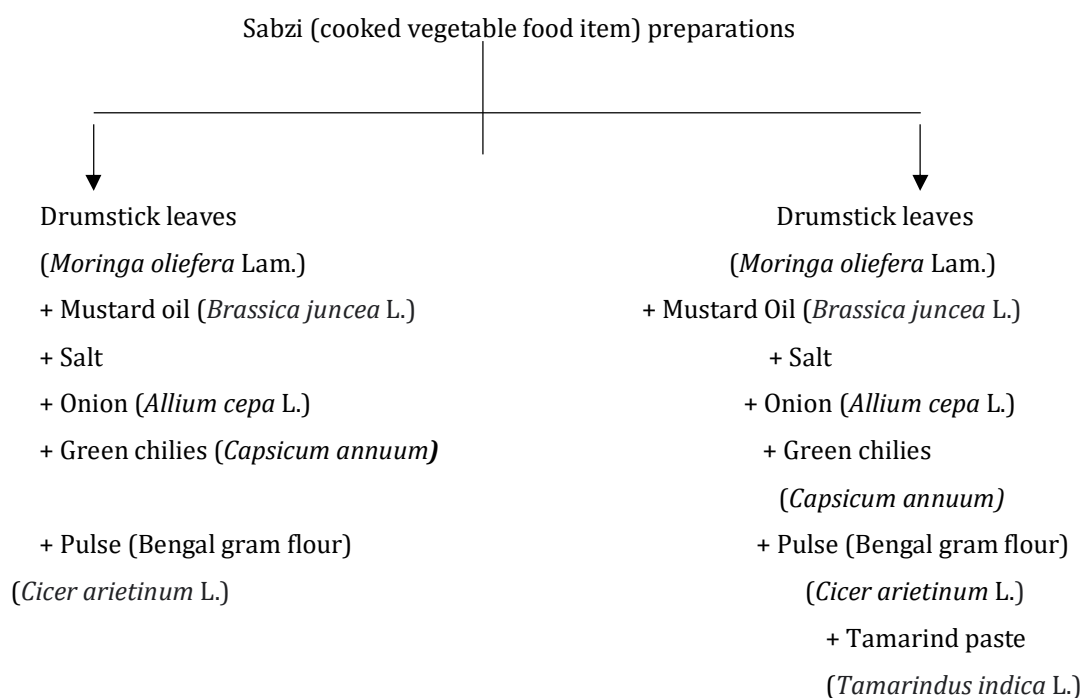 Sabzi (cooked vegetable food item) preparations
Drumstick leaves
(Moringa oliefera Lam.)
+ Mustard oil (Brassica juncea L.)
+ Salt
+ Onion (Allium cepa L.)
+ Green chilies (Capsicum annuum)
+ Pulse (Bengal gram flour)
(Cicer arietinum L.)
Drumstick leaves
(Moringa oliefera Lam.)
+ Mustard Oil (Brassica juncea L.)
+ Salt
+ Onion (Allium cepa L.)
+ Green chilies
(Capsicum annuum)
+ Pulse (Bengal gram flour)
(Cicer arietinum L.)
+ Tamarind paste
(Tamarindus indica L.)